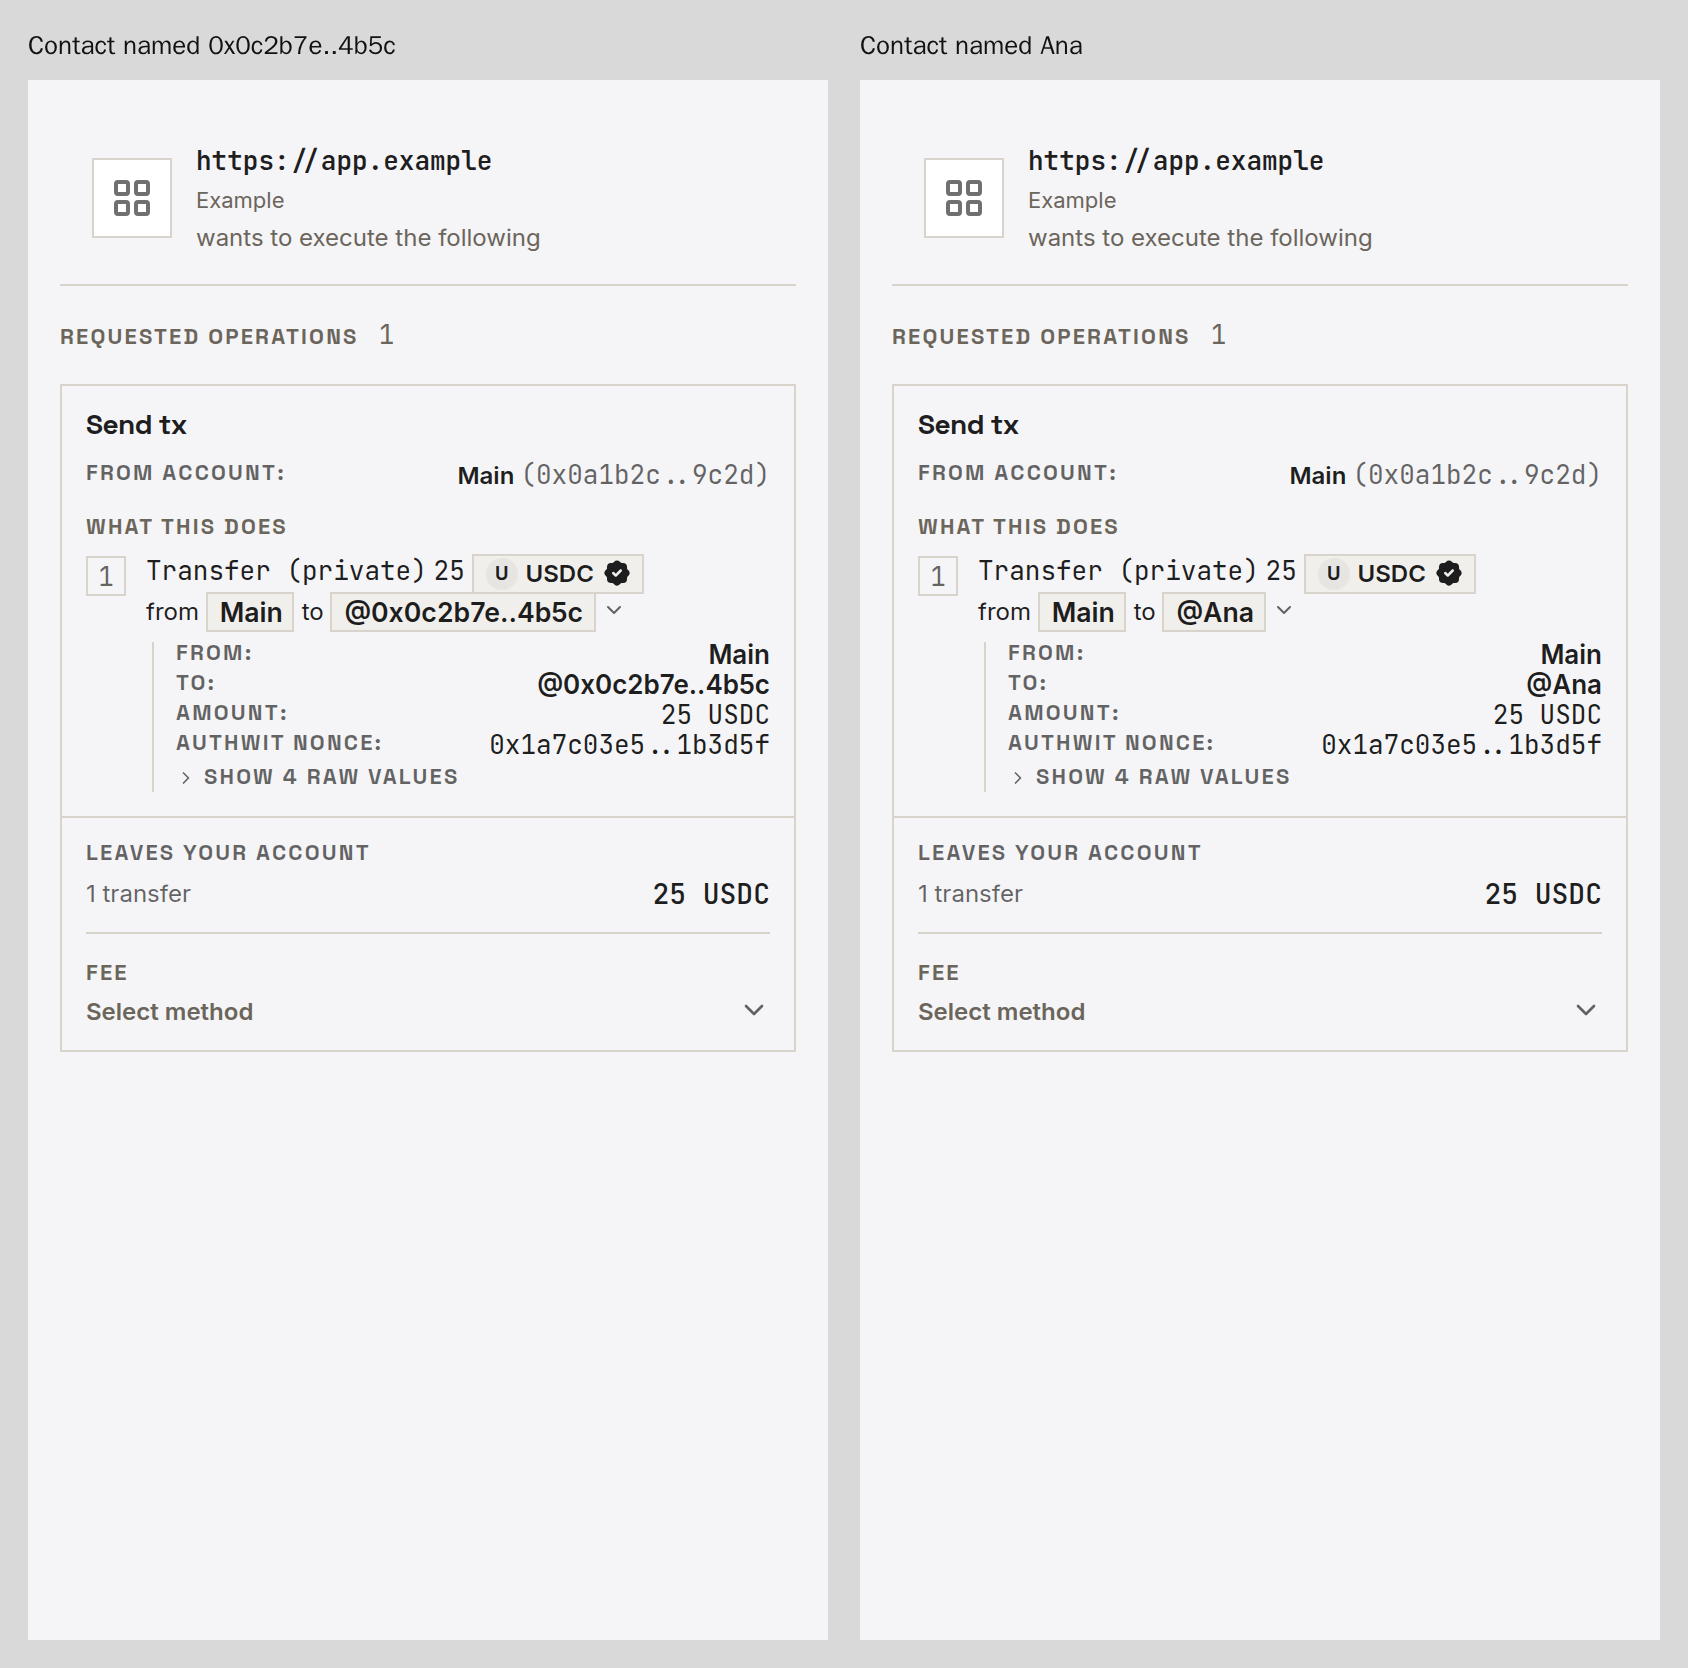 Contact named 0x0c2b7e..4b5c
https://app.example
Example
wants to execute the following
REQUESTED OPERATIONS 1
Send tx
FROM ACCOUNT: Main (0x0a1b2c..9c2d)
WHAT THIS DOES
1 Transfer (private) 25 U USDC
from Main to @0x0c2b7e..4b5c
FROM: Main
TO: @0x0c2b7e..4b5c
AMOUNT: 25 USDC
AUTHWIT NONCE: 0x1a7c03e5..1b3d5f
SHOW 4 RAW VALUES
LEAVES YOUR ACCOUNT
1 transfer 25 USDC
FEE
Select method
Contact named Ana
https://app.example
Example
wants to execute the following
REQUESTED OPERATIONS 1
Send tx
FROM ACCOUNT: Main (0x0a1b2c..9c2d)
WHAT THIS DOES
1 Transfer (private) 25 U USDC
from Main to @Ana
FROM: Main
TO: @Ana
AMOUNT: 25 USDC
AUTHWIT NONCE: 0x1a7c03e5..1b3d5f
SHOW 4 RAW VALUES
LEAVES YOUR ACCOUNT
1 transfer 25 USDC
FEE
Select method